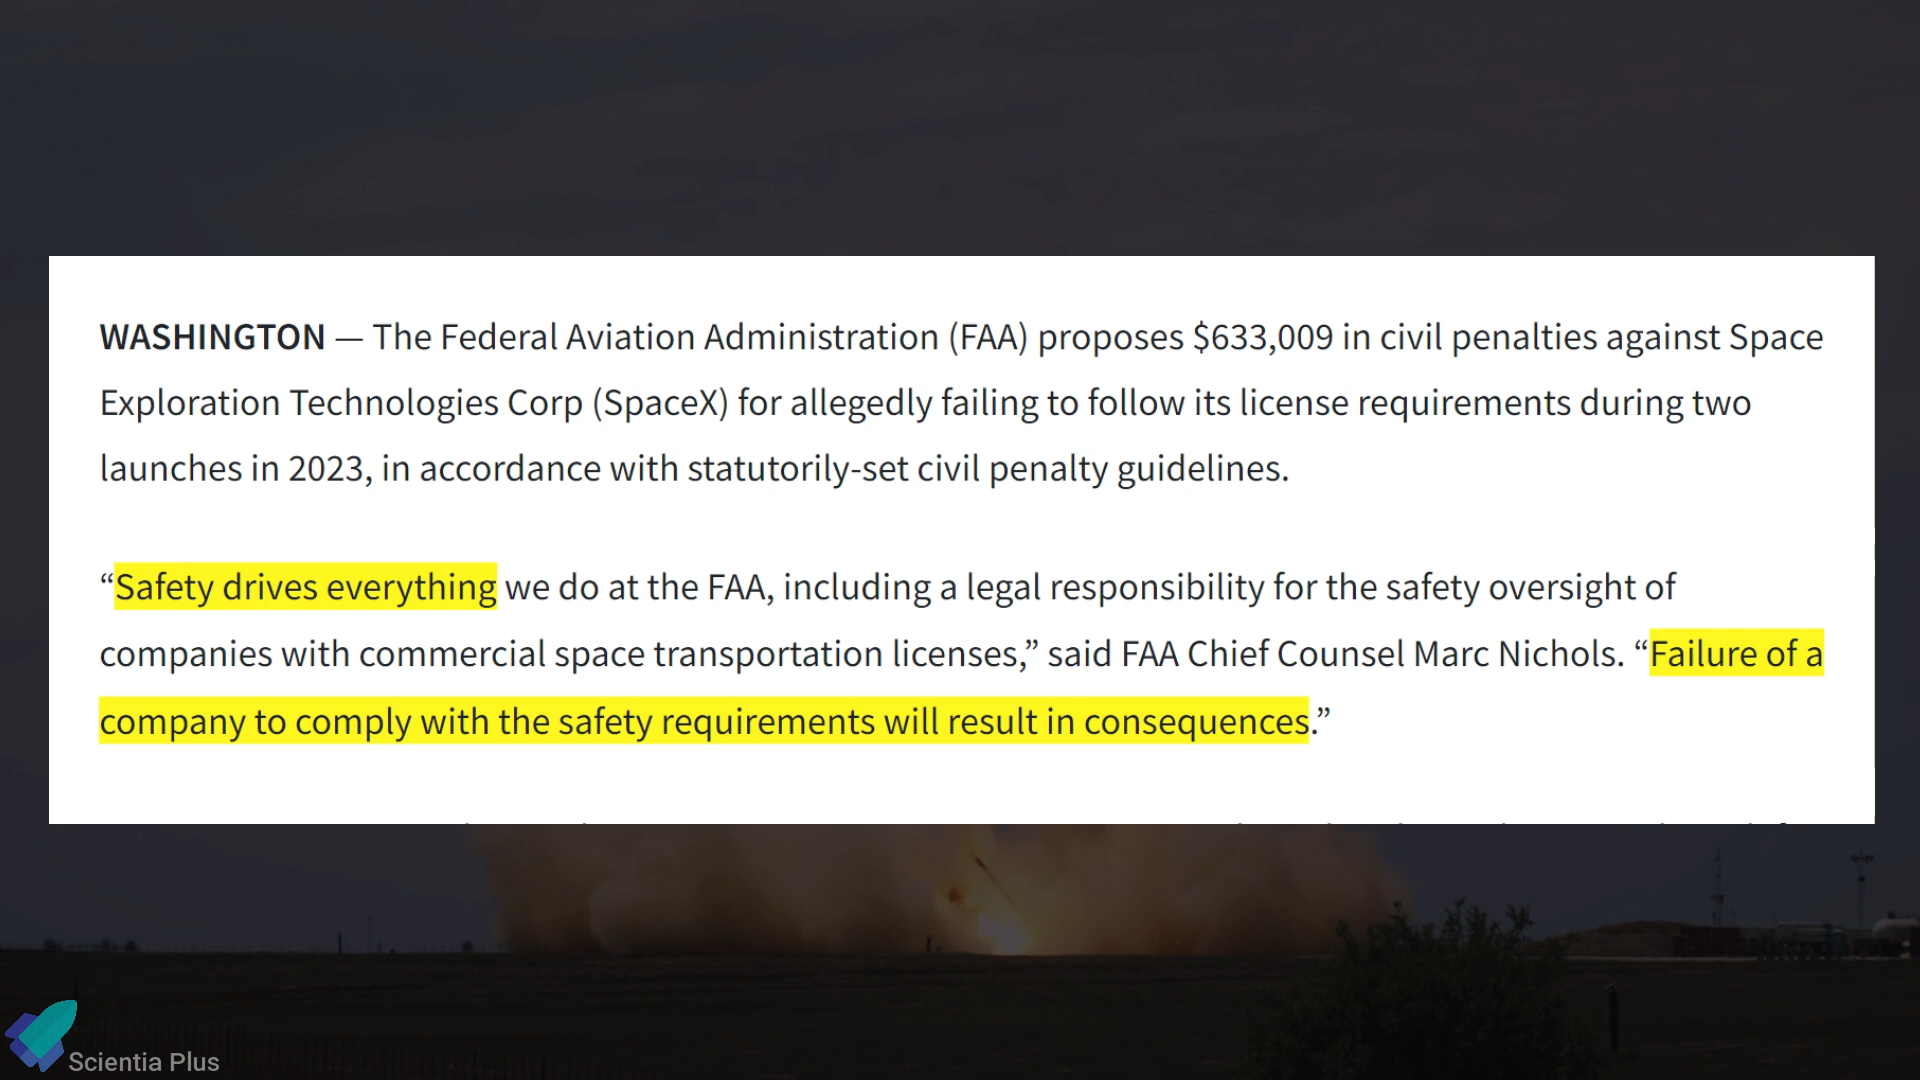 WASHINGTON — The Federal Aviation Administration (FAA) proposes $633,009 in civil penalties against Space
Exploration Technologies Corp (SpaceX) for allegedly failing to follow its license requirements during two
launches in 2023, in accordance with statutorily-set civil penalty guidelines.
“Safety drives everything we do at the FAA, including a legal responsibility for the safety oversight of
companies with commercial space transportation licenses,” said FAA Chief Counsel Marc Nichols. “Failure of a
company to comply with the safety requirements will result in consequences.”
Scientia Plus